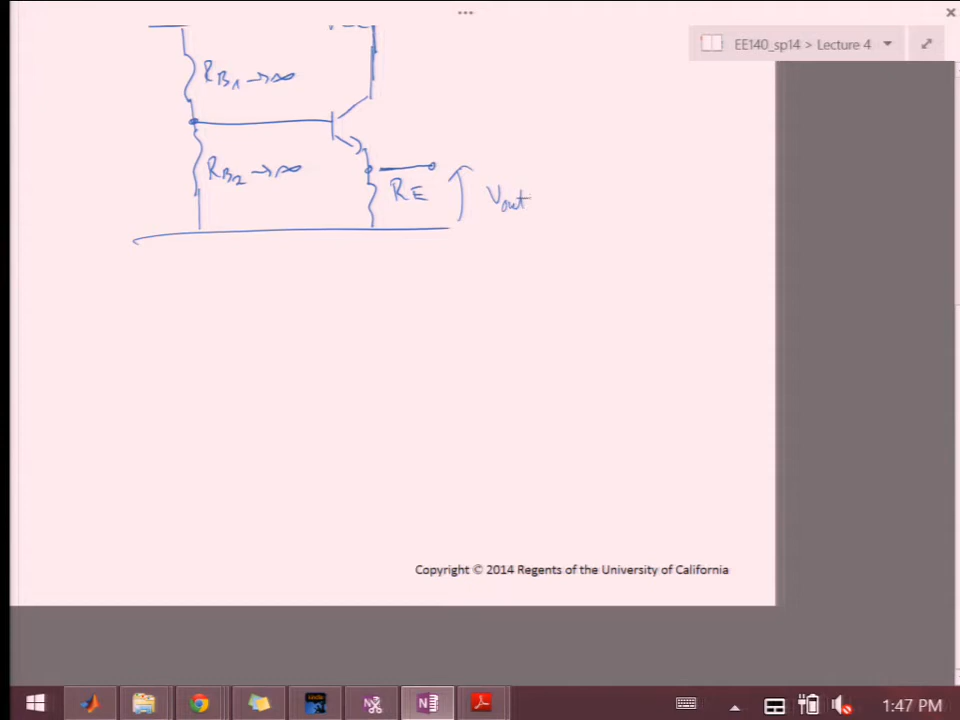 EE140_sp14 > Lecture 4
RB1 → ∞
RB2 → ∞
RE
Vout
Copyright © 2014 Regents of the University of California
1:47 PM